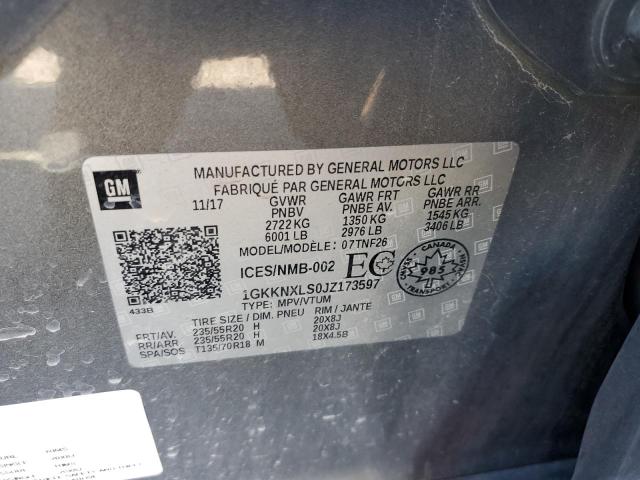 GM
MANUFACTURED BY GENERAL MOTORS LLC
FABRIQUÉ PAR GENERAL MOTORS LLC
11/17 GVWR GAWR FRT GAWR RR
PNBV PNBE AV. PNBE ARR.
2722 KG 1350 KG 1545 KG
6001 LB 2976 LB 3406 LB
MODEL/MODÈLE: 07TNF26
ICES/NMB-002 EC
CANADA
985
TRANSPORT
1GKKNXLS0JZ173597
433B TYPE: MPV/VTUM
TIRE SIZE / DIM. PNEU RIM / JANTE
FRT/AV. 235/55R20 H 20X8J
RR/ARR 235/55R20 H 20X8J
SPA/SOS T135/70R18 M 18X4.5B